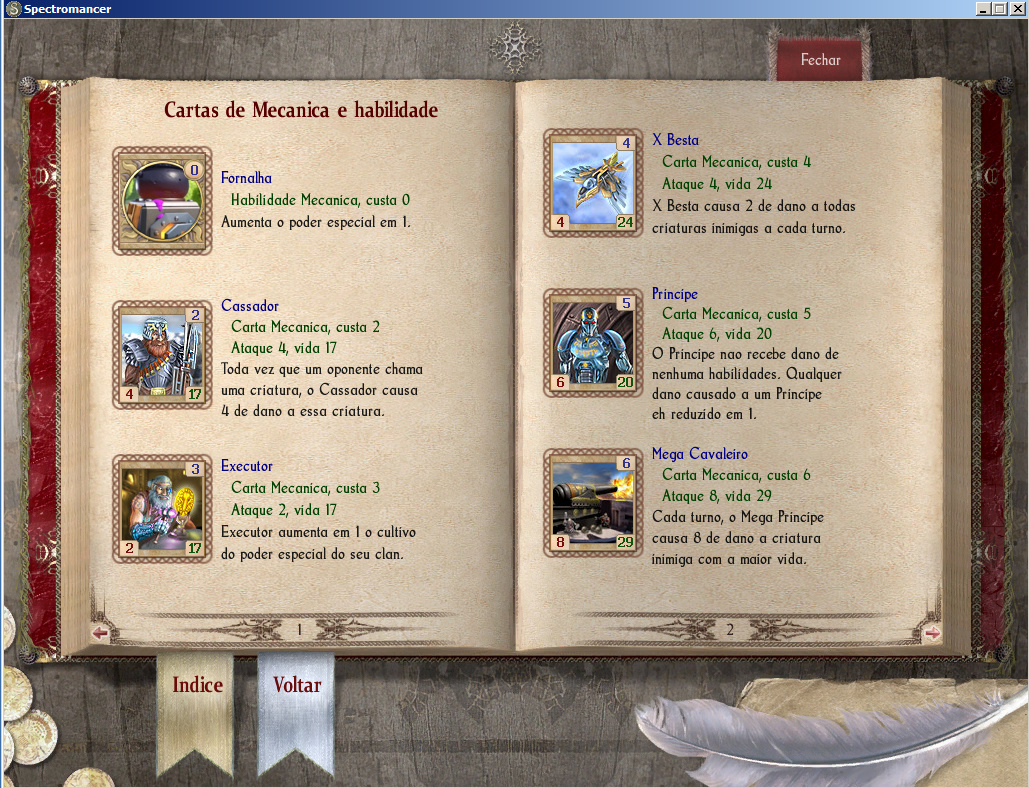 Spectromancer
Fechar
Cartas de Mecanica e habilidade
0
Fornalha
Habilidade Mecanica, custa 0
Aumenta o poder especial em 1.
2
4
17
Cassador
Carta Mecanica, custa 2
Ataque 4, vida 17
Toda vez que um oponente chama
uma criatura, o Cassador causa
4 de dano a essa criatura.
3
2
17
Executor
Carta Mecanica, custa 3
Ataque 2, vida 17
Executor aumenta em 1 o cultivo
do poder especial do seu clan.
1
4
4
24
X Besta
Carta Mecanica, custa 4
Ataque 4, vida 24
X Besta causa 2 de dano a todas
criaturas inimigas a cada turno.
5
6
20
Principe
Carta Mecanica, custa 5
Ataque 6, vida 20
O Principe nao recebe dano de
nenhuma habilidades. Qualquer
dano causado a um Principe
eh reduzido em 1.
6
8
29
Mega Cavaleiro
Carta Mecanica, custa 6
Ataque 8, vida 29
Cada turno, o Mega Principe
causa 8 de dano a criatura
inimiga com a maior vida.
2
Indice
Voltar